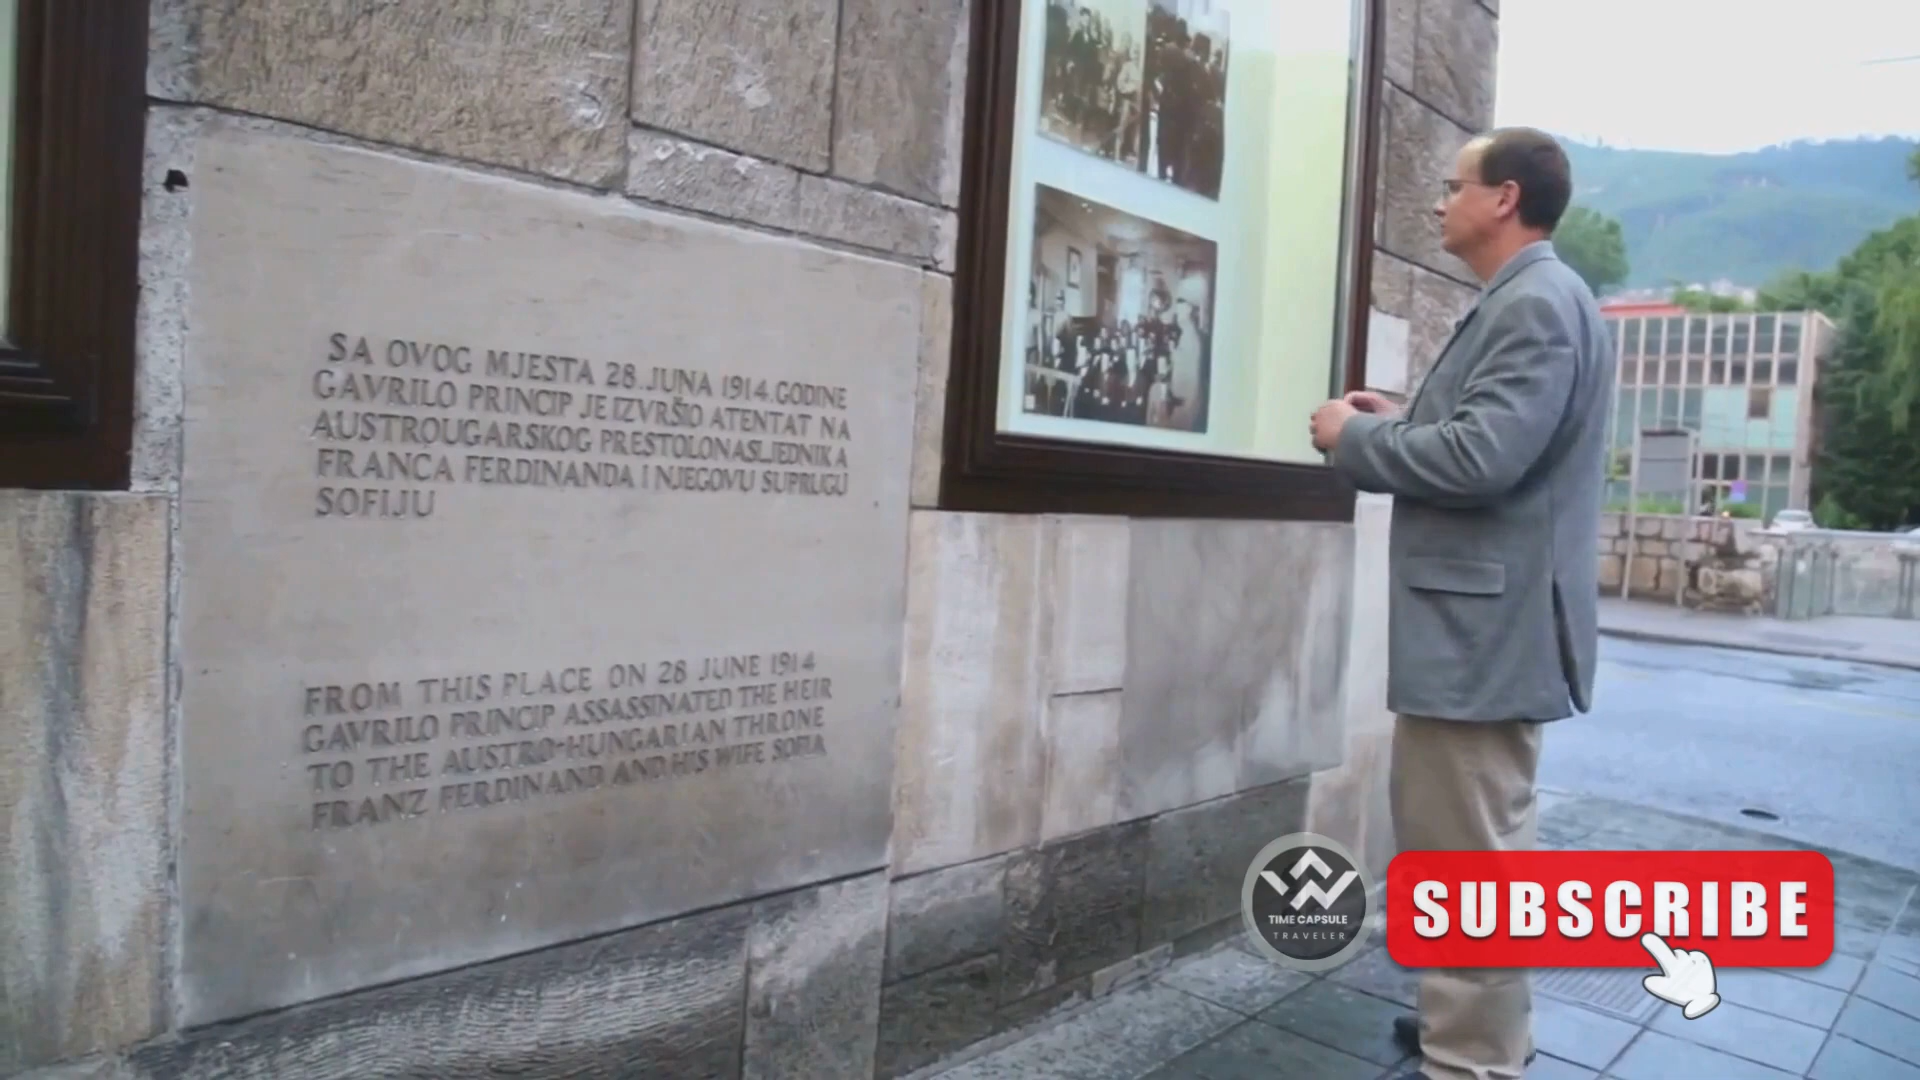 SA OVOG MJESTA 28. JUNA 1914. GODINE
GAVRILO PRINCIP JE IZVRŠIO ATENTAT NA
AUSTROUGARSKOG PRESTOLONASLJEDNIKA
FRANCA FERDINANDA I NJEGOVU SUPRUGU
SOFIJU
FROM THIS PLACE ON 28 JUNE 1914
GAVRILO PRINCIP ASSASSINATED THE HEIR
TO THE AUSTRO-HUNGARIAN THRONE
FRANZ FERDINAND AND HIS WIFE SOFIA
TIME CAPSULE
TRAVELER
SUBSCRIBE